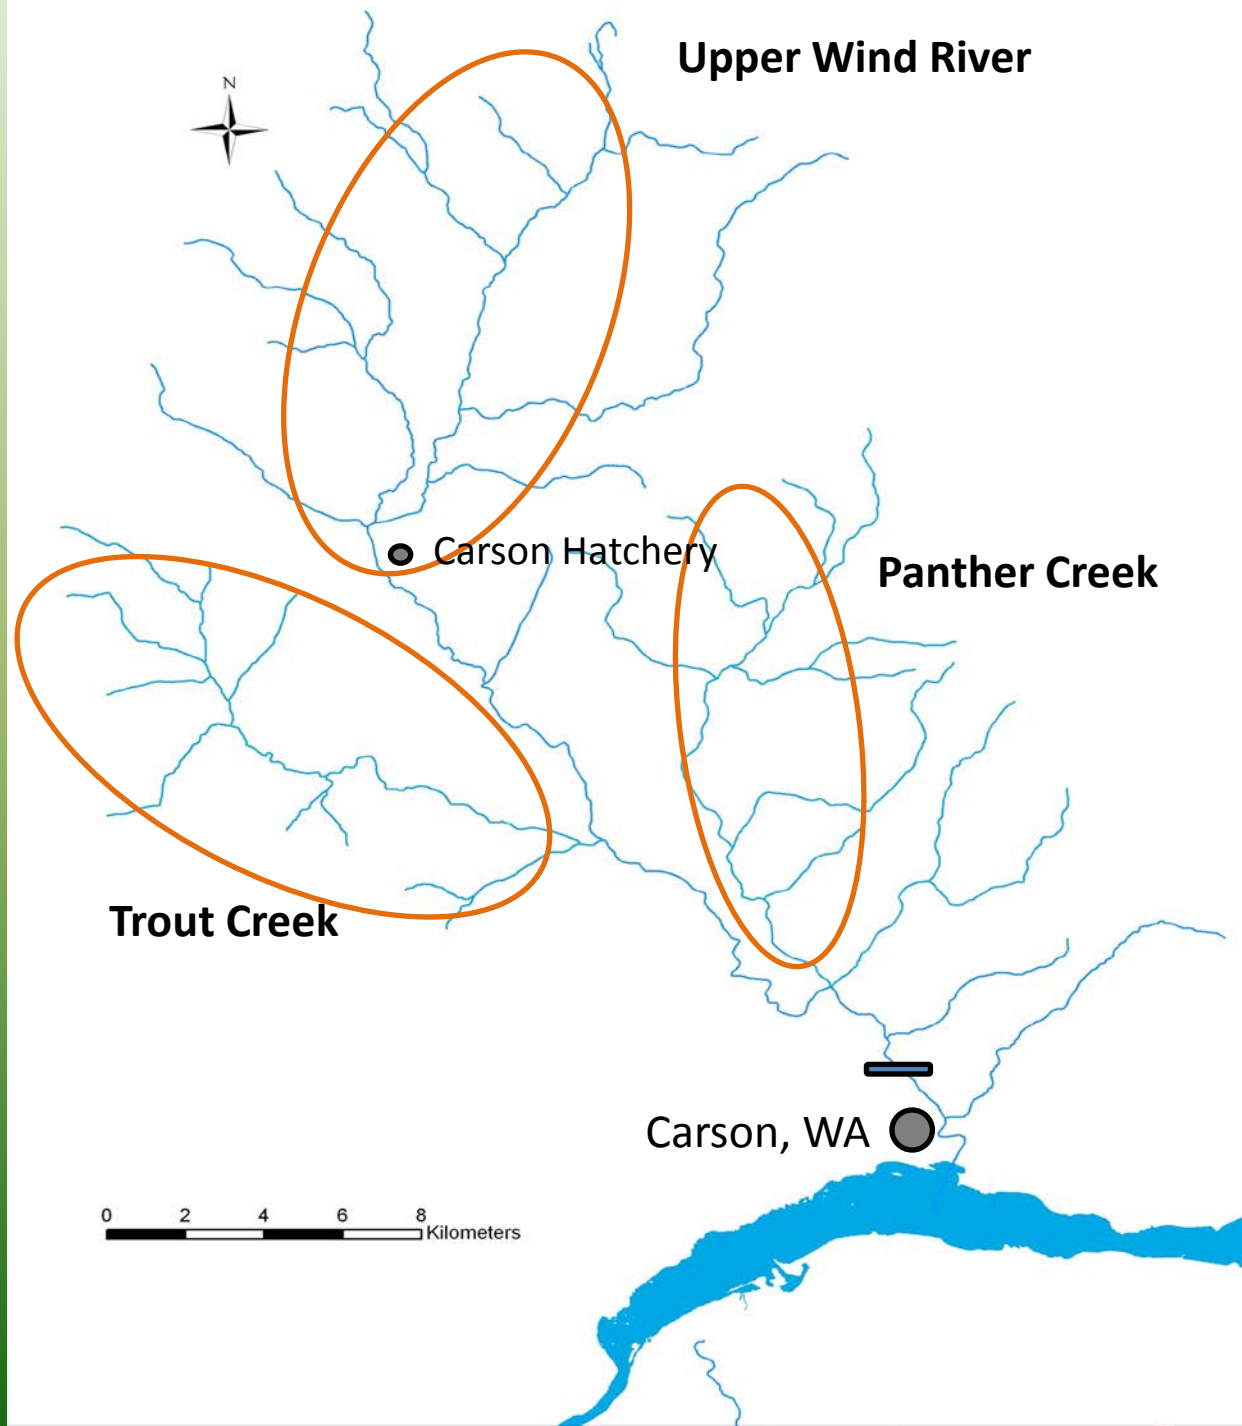 Upper Wind River
N
Carson Hatchery
Panther Creek
Trout Creek
Carson, WA
0 2 4 6 8
Kilometers